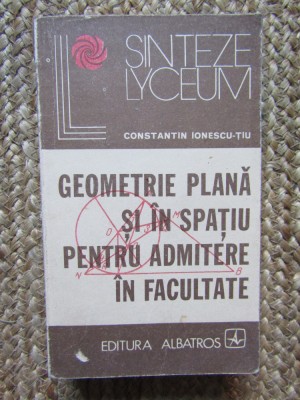 SINTEZE
LYCEUM
CONSTANTIN IONESCU-ŢIU
GEOMETRIE PLANĂ
ŞI ÎN SPAŢIU
PENTRU ADMITERE
ÎN FACULTATE
M
O
N
B
EDITURA ALBATROS